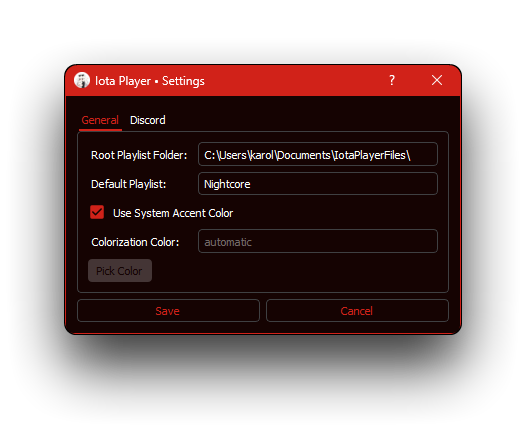 Iota Player • Settings ?
General Discord
Root Playlist Folder: C:\Users\karol\Documents\IotaPlayerFiles\
Default Playlist: Nightcore
Use System Accent Color
Colorization Color: automatic
Pick Color
Save Cancel